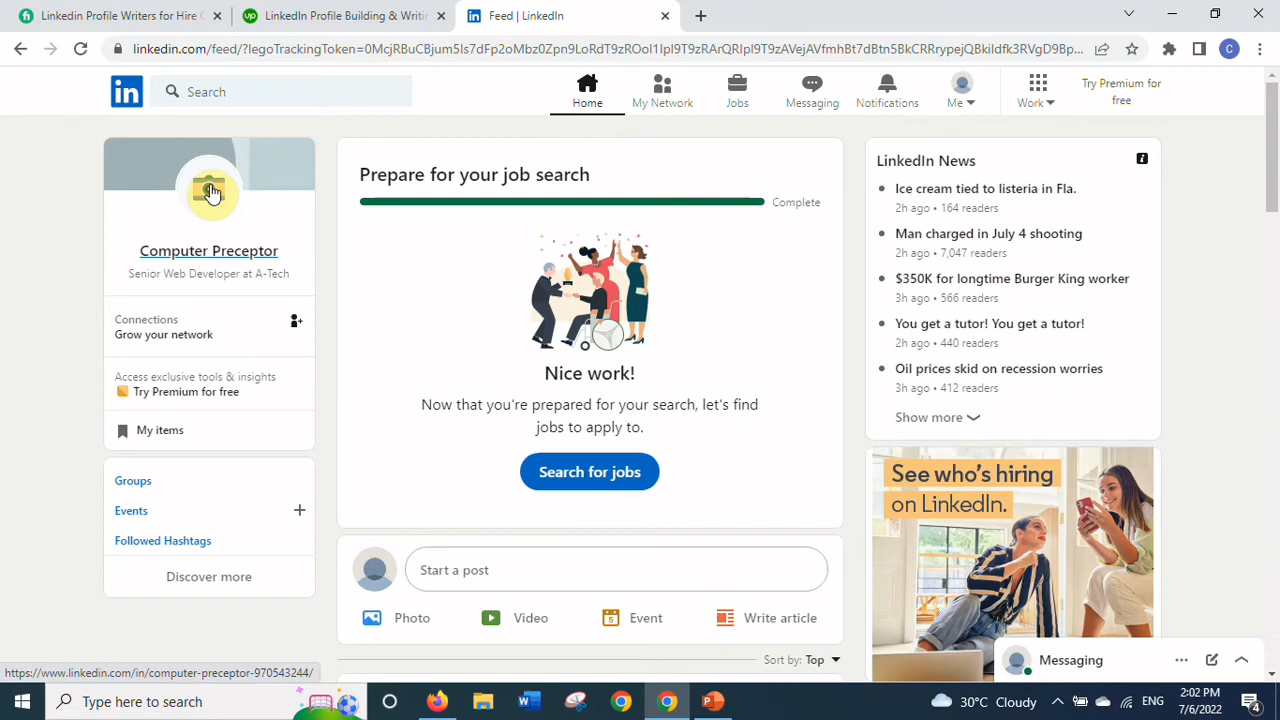 Linkedin Profile Writers for Hire
LinkedIn Profile Building & Writi
Feed | LinkedIn
linkedin.com/feed/?
Search
Home
My Network
Jobs
Messaging
Notifications
Me
Work
Try Premium for
free
Computer Preceptor
Senior Web Developer at A-Tech
Connections
Grow your network
Access exclusive tools & insights
Try Premium for free
My items
Groups
Events
Followed Hashtags
Discover more
Prepare for your job search
Complete
Nice work!
Now that you're prepared for your search, let's find
jobs to apply to.
Search for jobs
Start a post
Photo
Video
Event
Write article
Sort by: Top
LinkedIn News
Ice cream tied to listeria in Fla.
2h ago • 164 readers
Man charged in July 4 shooting
2h ago • 7,047 readers
$350K for longtime Burger King worker
3h ago • 566 readers
You get a tutor! You get a tutor!
2h ago • 440 readers
Oil prices skid on recession worries
3h ago • 412 readers
Show more
See who's hiring
on LinkedIn.
Messaging
https://www.linkedin.com/in/computer-preceptor-970543244/
Type here to search
30°C Cloudy
ENG
2:02 PM
7/6/2022
4